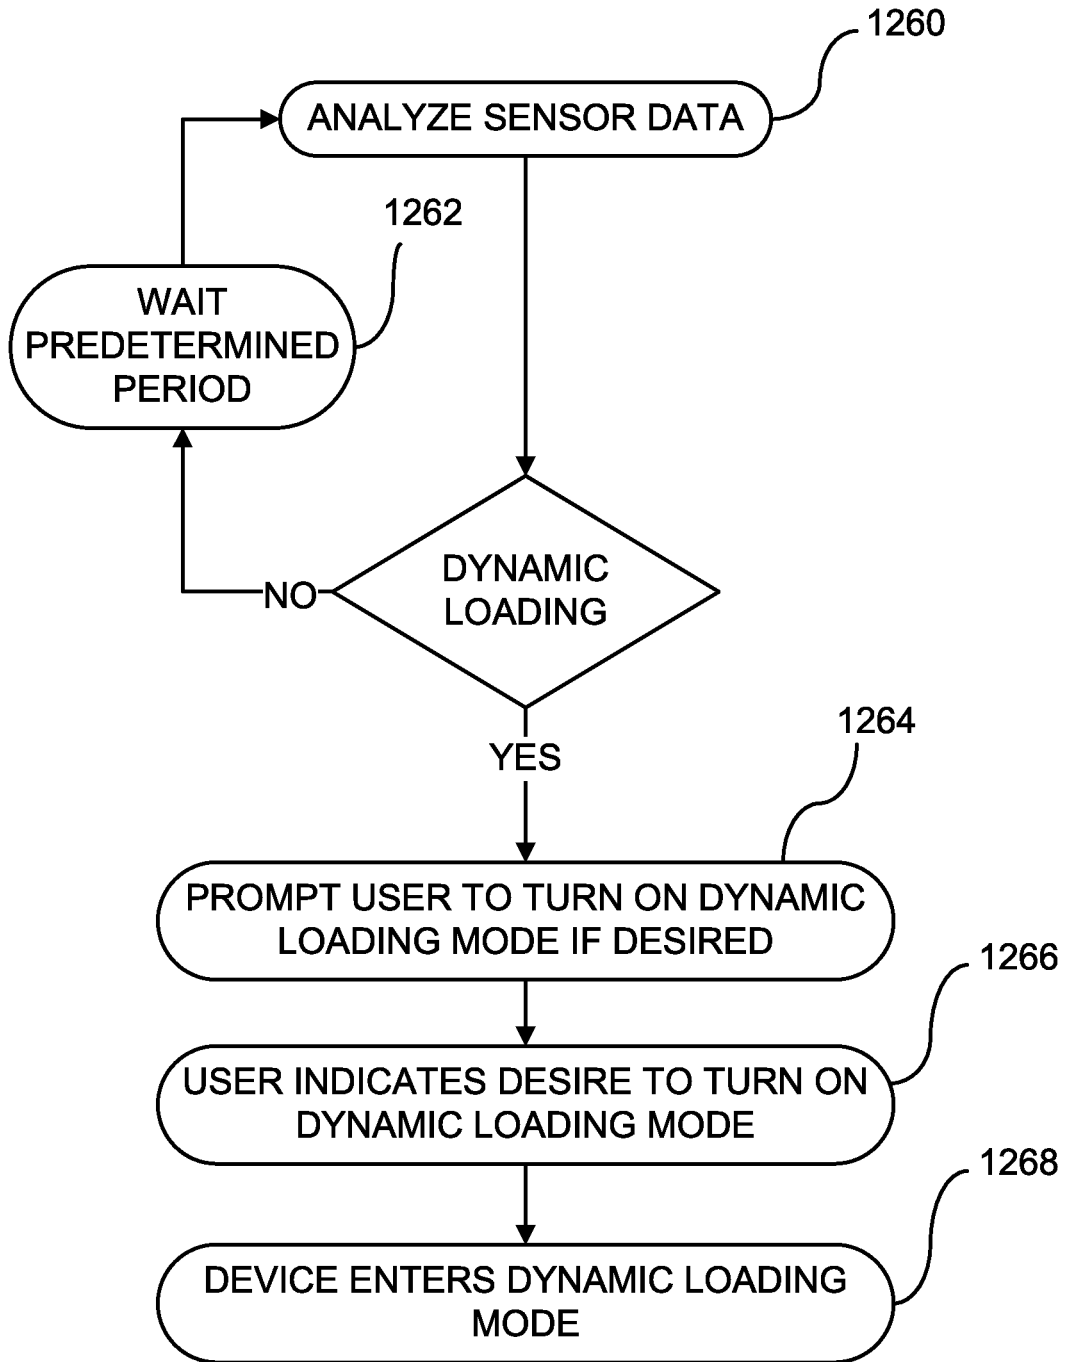 1260
ANALYZE SENSOR DATA
1262
WAIT
PREDETERMINED
PERIOD
DYNAMIC
LOADING
NO
YES
1264
PROMPT USER TO TURN ON DYNAMIC
LOADING MODE IF DESIRED
1266
USER INDICATES DESIRE TO TURN ON
DYNAMIC LOADING MODE
1268
DEVICE ENTERS DYNAMIC LOADING
MODE